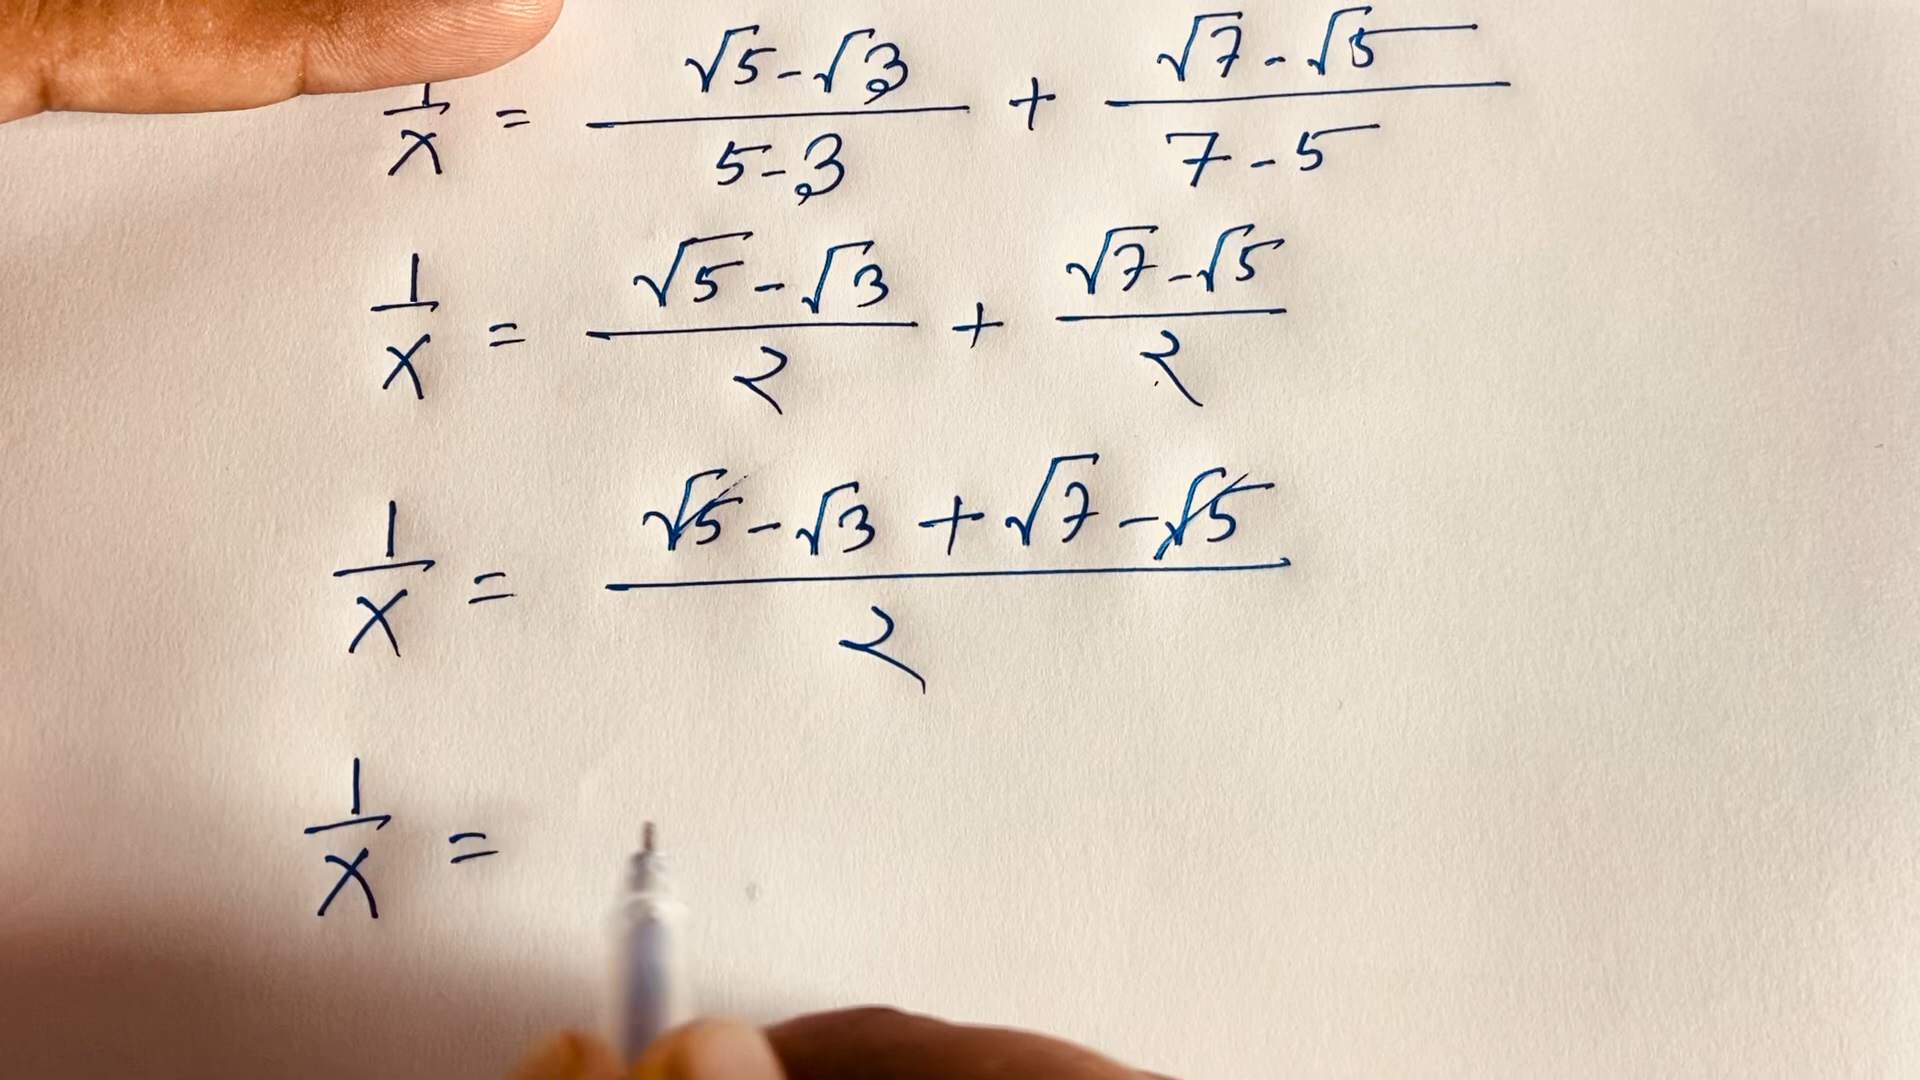 1/x = (√5-√3)/(5-3) + (√7-√5)/(7-5)
1/x = (√5-√3)/2 + (√7-√5)/2
1/x = (√5-√3+√7-√5)/2
1/x =